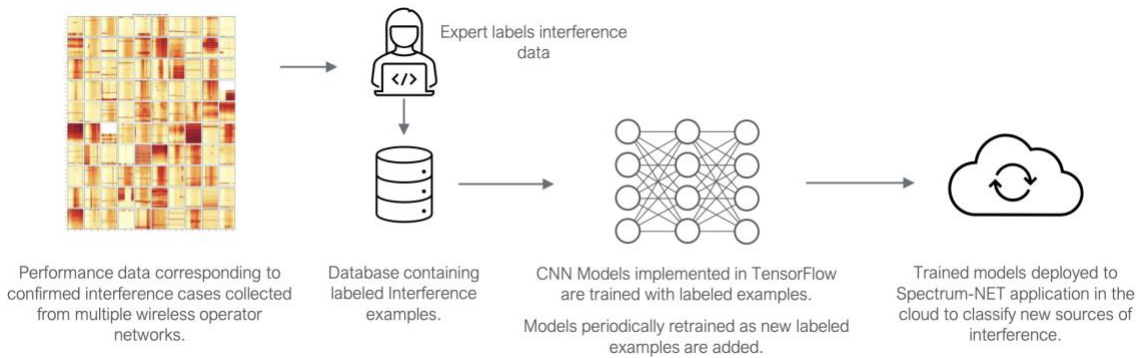 Expert labels interference
data
</>
Performance data corresponding to
confirmed interference cases collected
from multiple wireless operator
networks.
Database containing
labeled Interference
examples.
CNN Models implemented in TensorFlow
are trained with labeled examples.
Models periodically retrained as new labeled
examples are added.
Trained models deployed to
Spectrum-NET application in the
cloud to classify new sources of
interference.